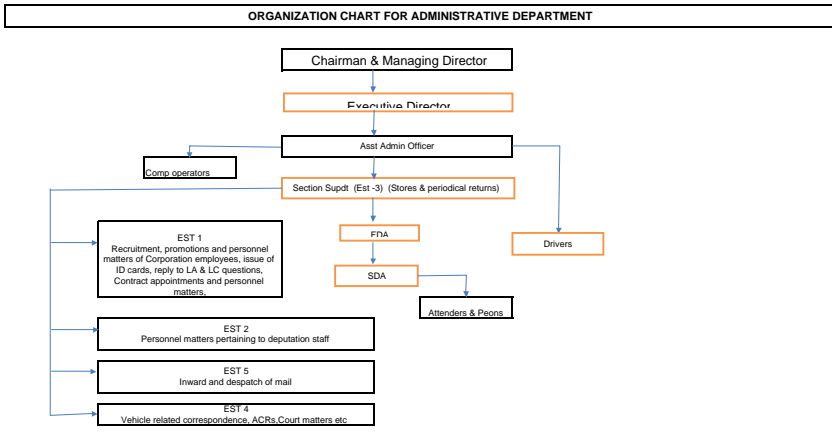 ORGANIZATION CHART FOR ADMINISTRATIVE DEPARTMENT
Chairman & Managing Director
Executive Director
Asst Admin Officer
Comp operators
Section Supdt (Est -3) (Stores & periodical returns)
EST 1
Recruitment, promotions and personnel
matters of Corporation employees, issue of
ID cards, reply to LA & LC questions,
Contract appointments and personnel
matters,
FDA
Drivers
SDA
Attenders & Peons
EST 2
Personnel matters pertaining to deputation staff
EST 5
Inward and despatch of mail
EST 4
Vehicle related correspondence, ACRs,Court matters etc